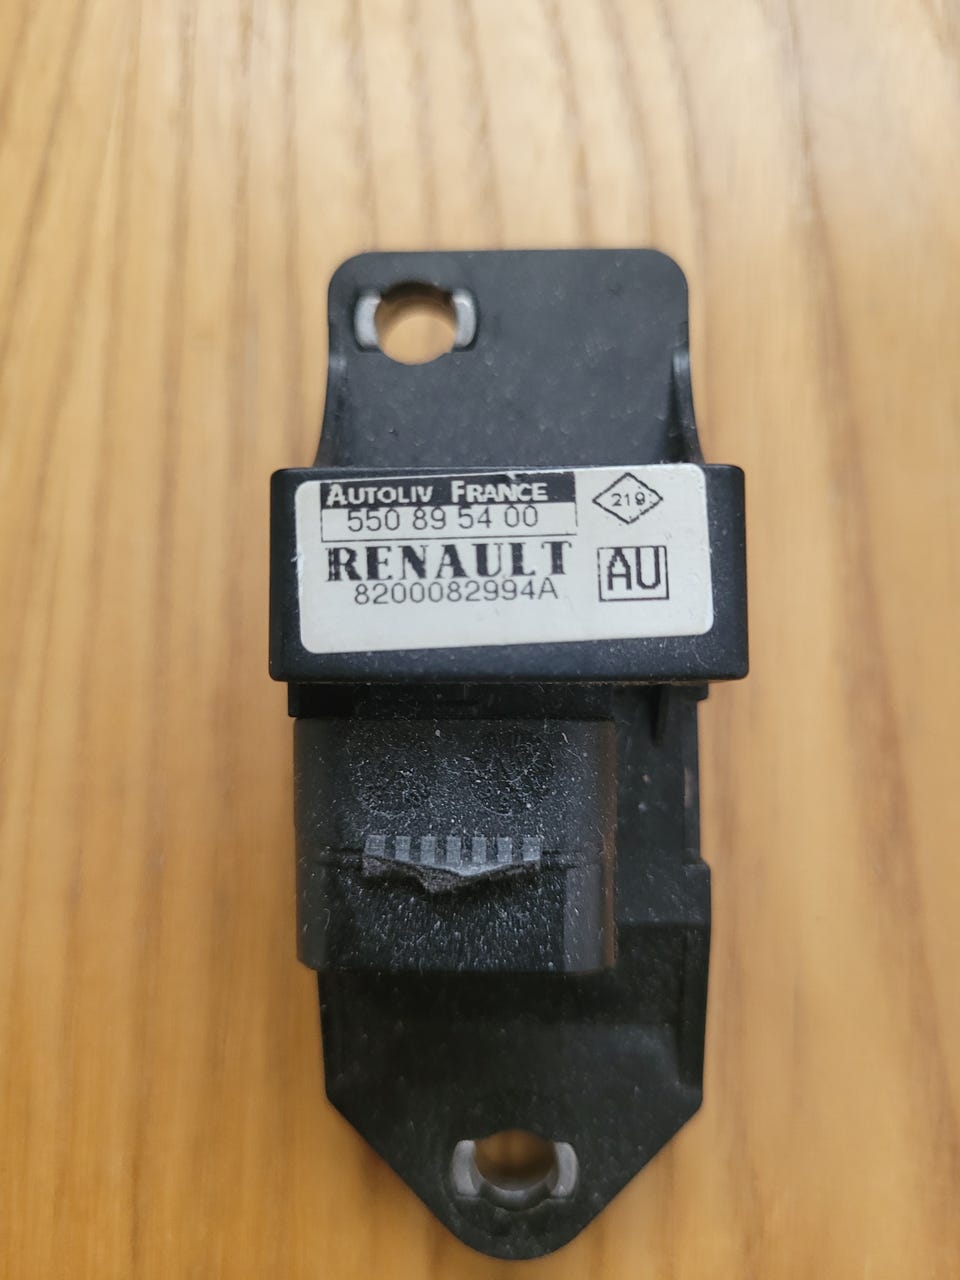 AUTOLIV FRANCE
550 89 54 00
RENAULT
8200082994A
219
AU